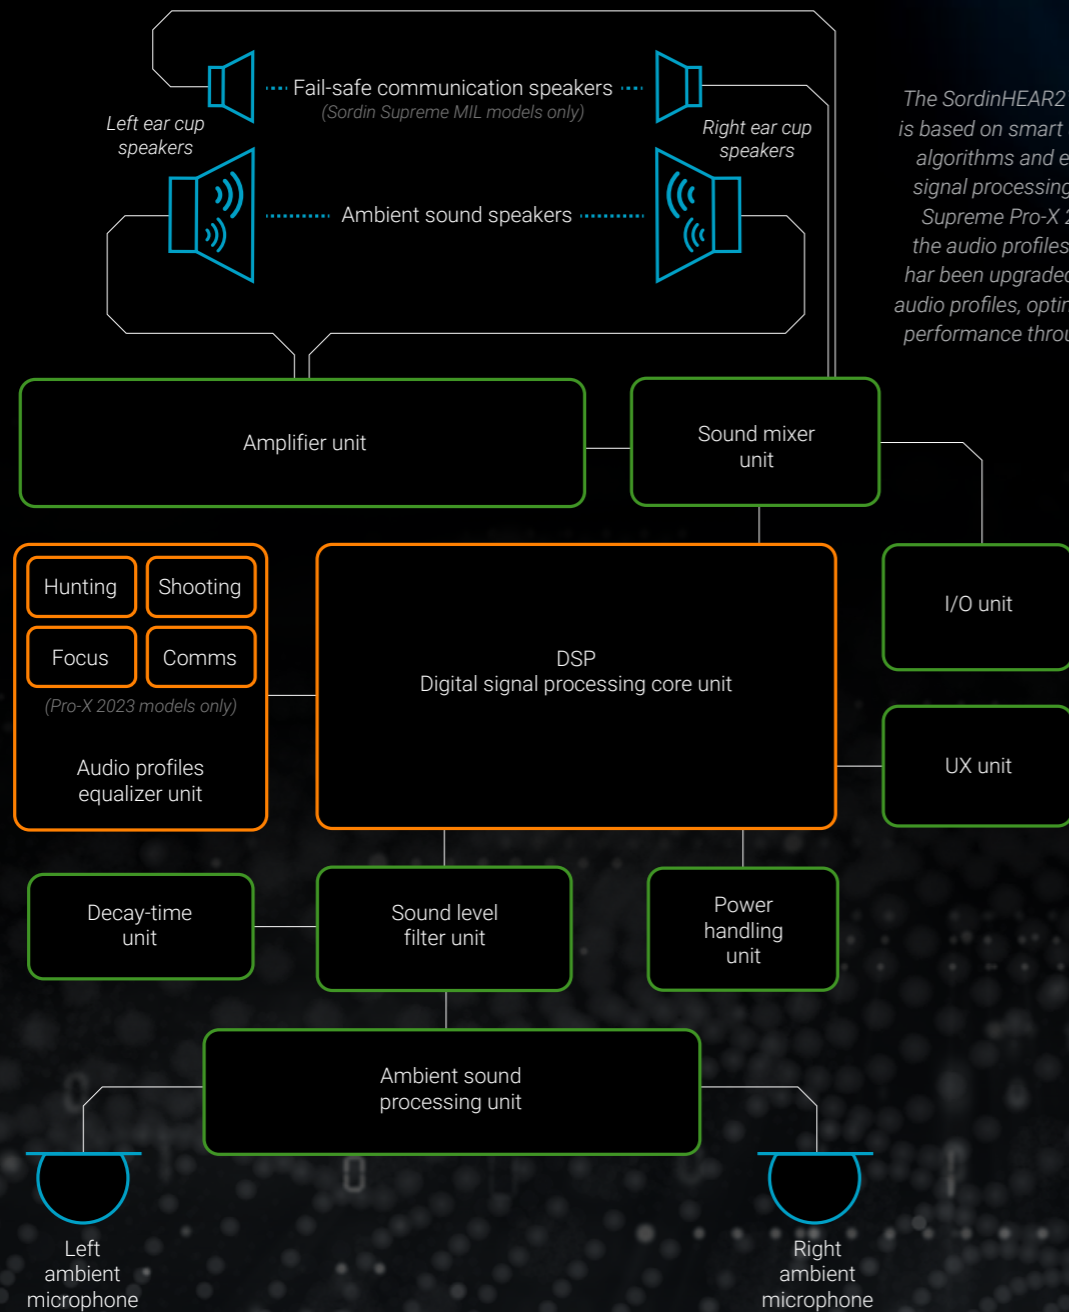 Fail-safe communication speakers
(Sordin Supreme MIL models only)
Left ear cup
speakers
Right ear cup
speakers
Ambient sound speakers
The SordinHEAR2
is based on smart
algorithms and e
signal processing
Supreme Pro-X 2
the audio profiles
har been upgraded
audio profiles, optin
performance throu
Amplifier unit
Sound mixer
unit
Hunting
Shooting
Focus
Comms
(Pro-X 2023 models only)
Audio profiles
equalizer unit
DSP
Digital signal processing core unit
I/O unit
UX unit
Decay-time
unit
Sound level
filter unit
Power
handling
unit
Ambient sound
processing unit
Left
ambient
microphone
Right
ambient
microphone